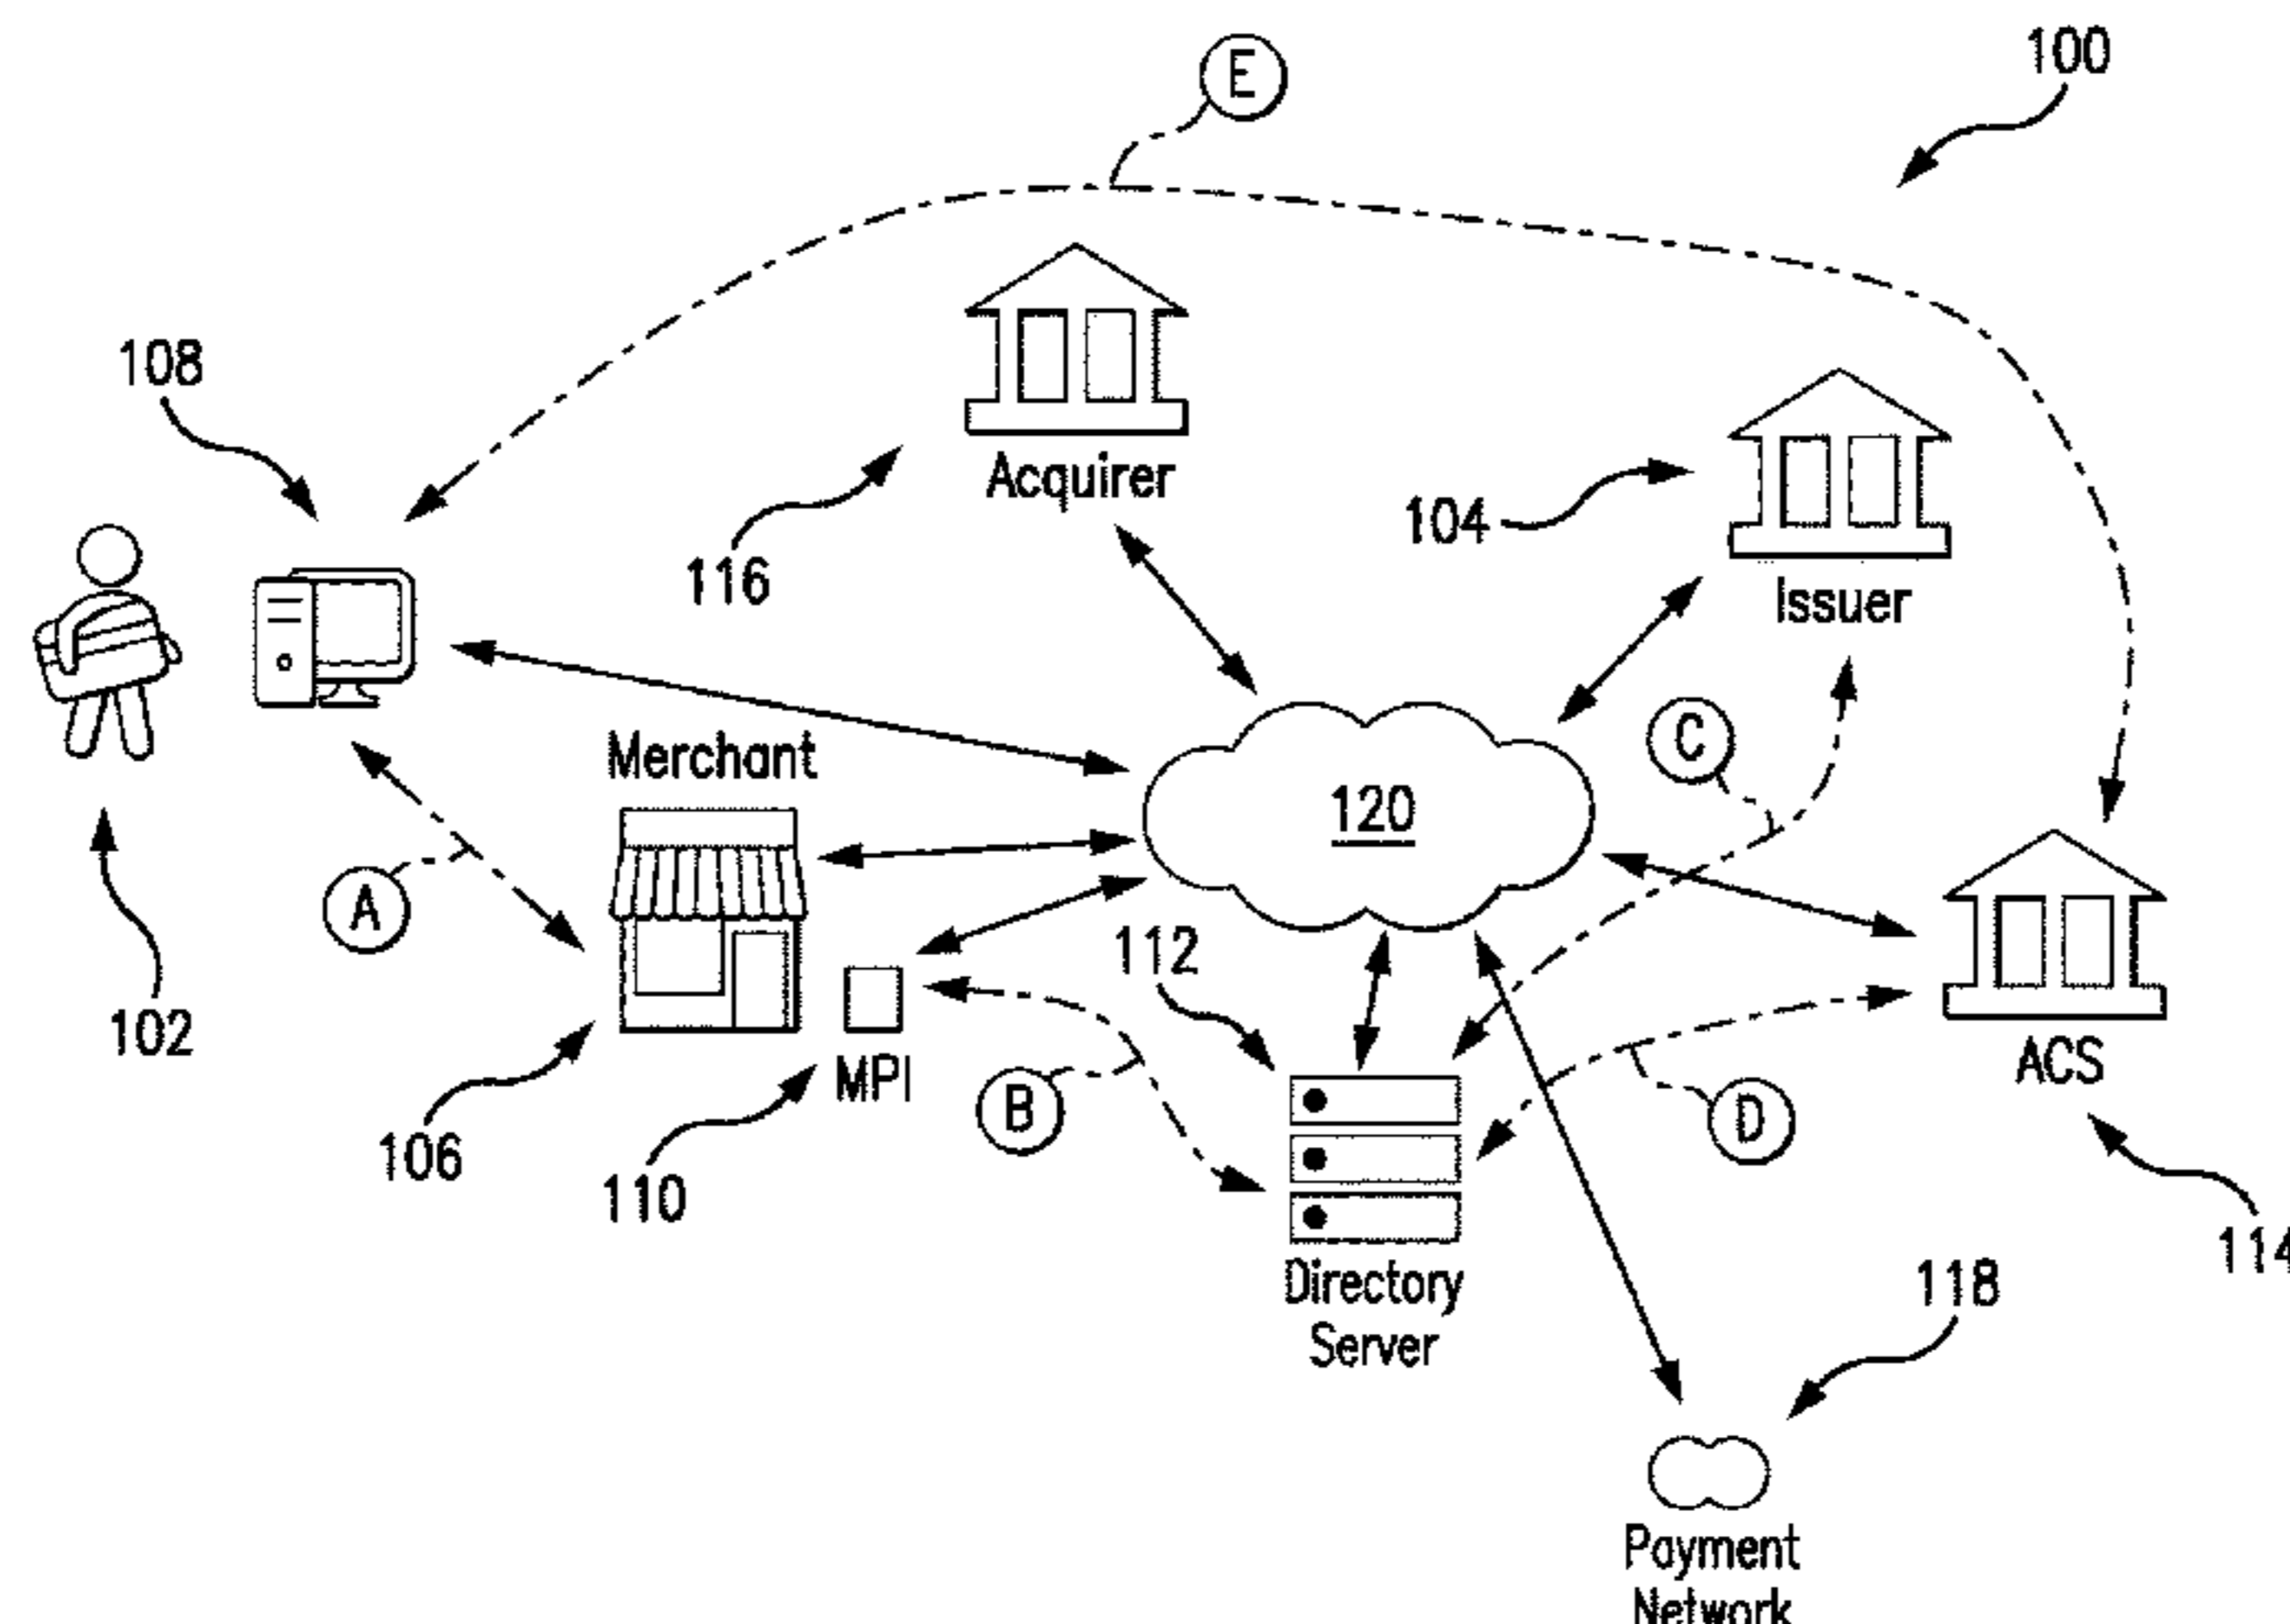 E
100
108
Acquirer
104
116
Issuer
C
Merchant
120
A
112
102
MPI
B
ACS
D
106
110
114
Directory
Server
118
Payment
Network